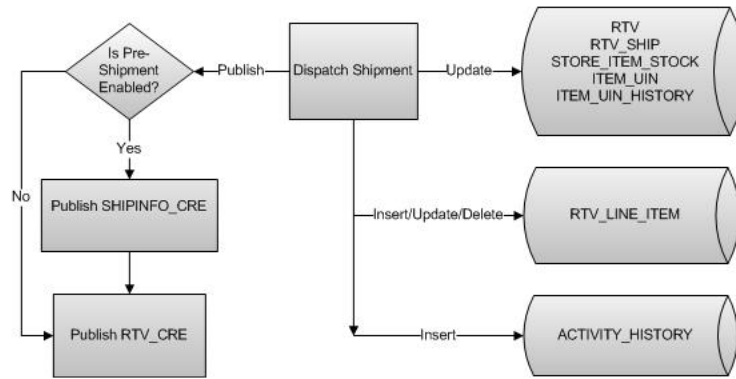 Is Pre-
Shipment
Enabled?
Publish
Dispatch Shipment
Update
RTV
RTV_SHIP
STORE_ITEM_STOCK
ITEM_UIN
ITEM_UIN_HISTORY
Yes
No
Publish SHIPINFO_CRE
Insert/Update/Delete
RTV_LINE_ITEM
Publish RTV_CRE
Insert
ACTIVITY_HISTORY